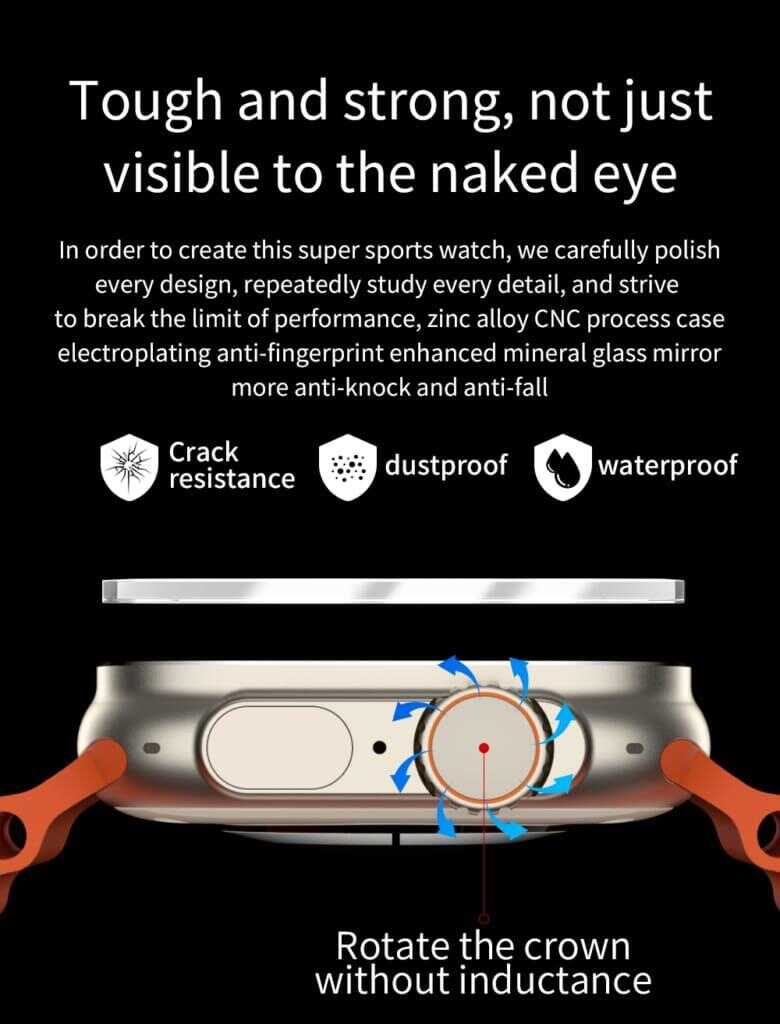 Tough and strong, not just
visible to the naked eye
In order to create this super sports watch, we carefully polish
every design, repeatedly study every detail, and strive
to break the limit of performance, zinc alloy CNC process case
electroplating anti-fingerprint enhanced mineral glass mirror
more anti-knock and anti-fall
Crack
resistance
dustproof
waterproof
Rotate the crown
without inductance